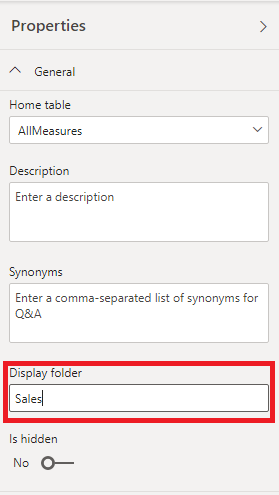 Properties
General
Home table
AllMeasures
Description
Enter a description
Synonyms
Enter a comma-separated list of synonyms for
Q&A
Display folder
Sales
Is hidden
No